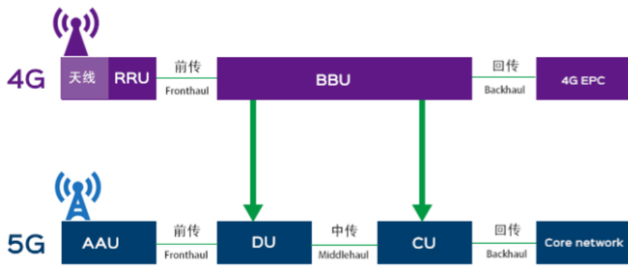 4G
天线
RRU
前传
Fronthaul
BBU
回传
Backhaul
4G EPC
5G
AAU
前传
Fronthaul
DU
中传
Middlehaul
CU
回传
Backhaul
Core network